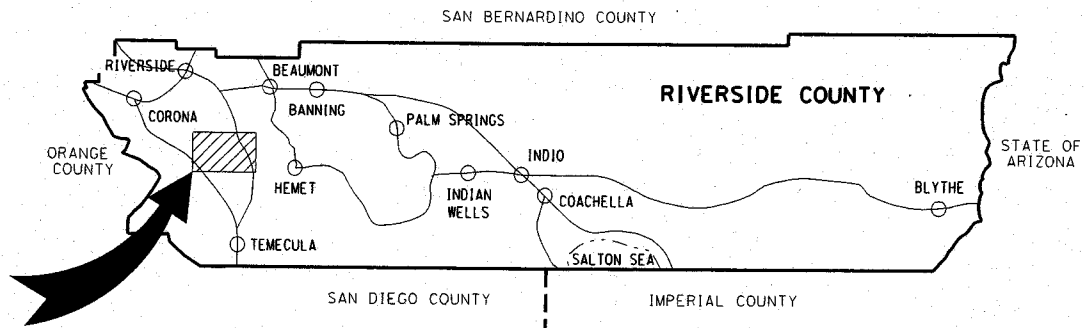 SAN BERNARDINO COUNTY
RIVERSIDE
BEAUMONT
BANNING
RIVERSIDE COUNTY
CORONA
PALM SPRINGS
ORANGE
COUNTY
STATE OF
ARIZONA
HEMET
INDIO
INDIAN
WELLS
COACHELLA
BLYTHE
TEMECULA
SALTON SEA
SAN DIEGO COUNTY
IMPERIAL COUNTY